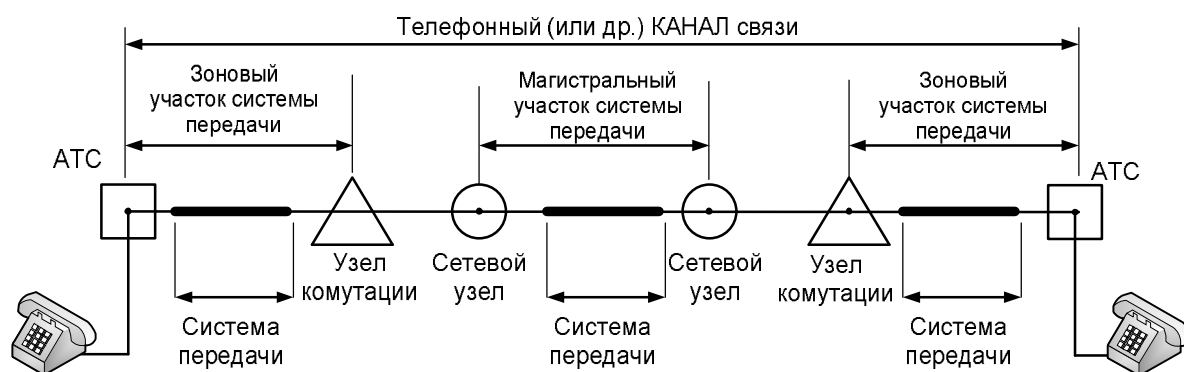 Телефонный (или др.) КАНАЛ связи
Зоновый
участок системы
передачи
Магистральный
участок системы
передачи
Зоновый
участок системы
передачи
АТС
АТС
Узел
комутации
Сетевой
узел
Сетевой
узел
Узел
комутации
Система
передачи
Система
передачи
Система
передачи